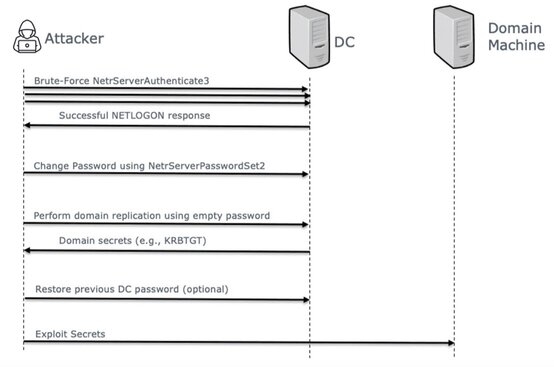 Attacker
DC
Domain
Machine
Brute-Force NetrServerAuthenticate3
Successful NETLOGON response
Change Password using NetrServerPasswordSet2
Perform domain replication using empty password
Domain secrets (e.g., KRBTGT)
Restore previous DC password (optional)
Exploit Secrets